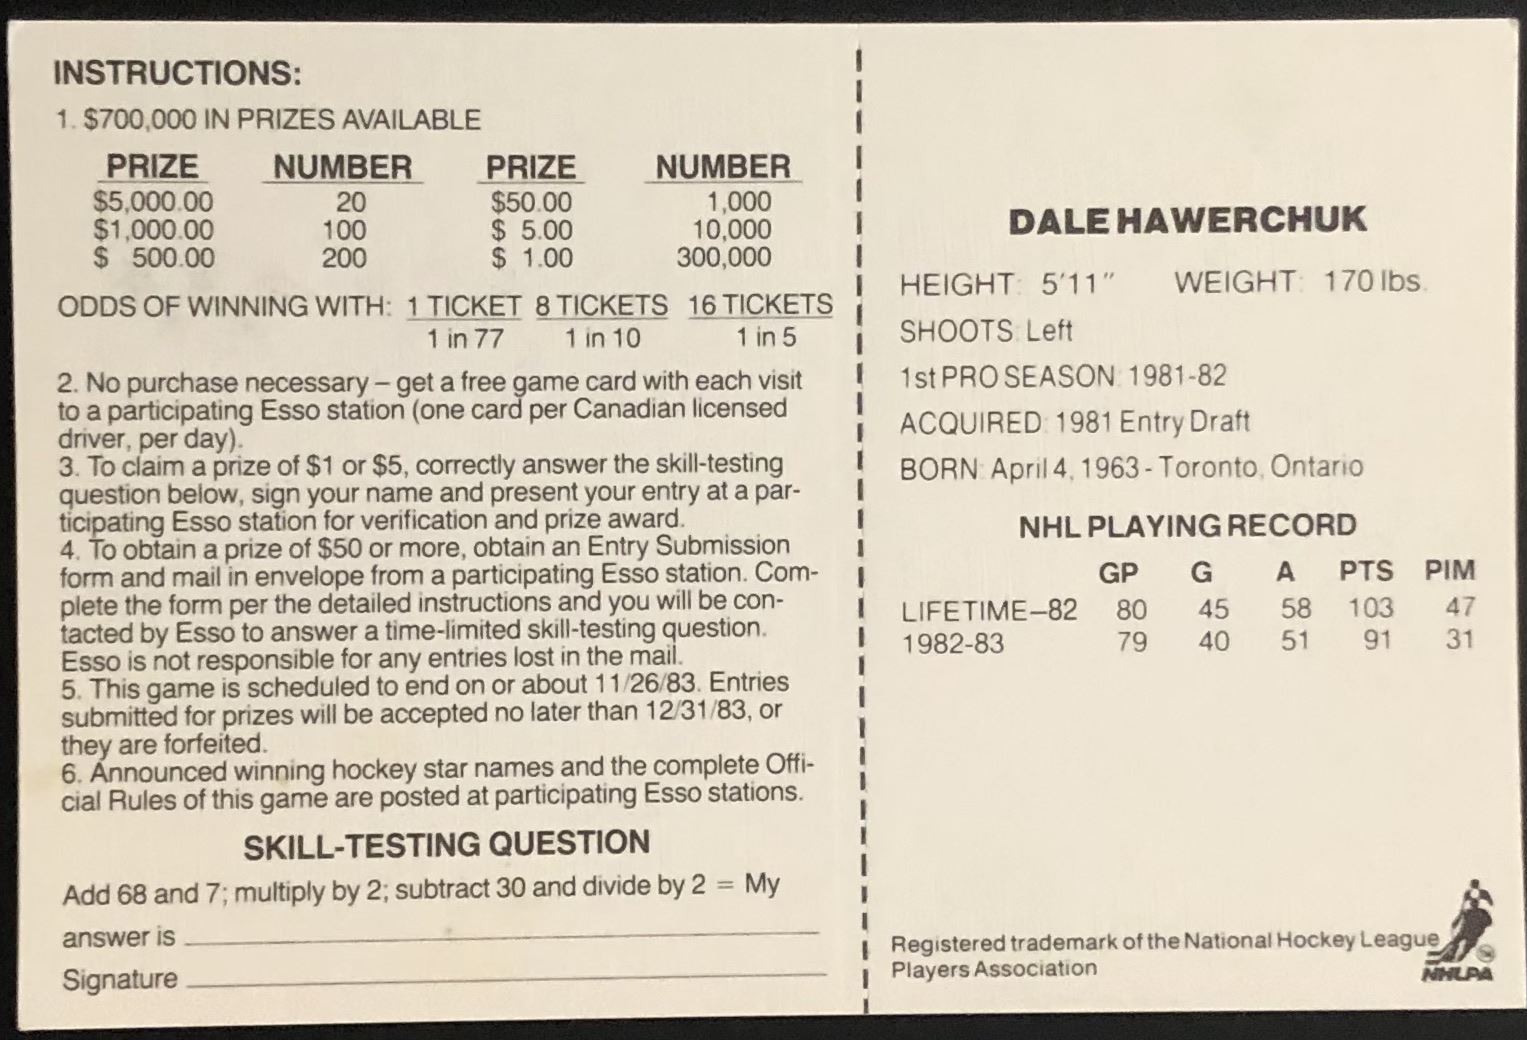 INSTRUCTIONS:
1. $700,000 IN PRIZES AVAILABLE
PRIZE NUMBER PRIZE NUMBER
$5,000.00 20 $50.00 1,000
$1,000.00 100 $ 5.00 10,000
$ 500.00 200 $ 1.00 300,000
ODDS OF WINNING WITH: 1 TICKET 8 TICKETS 16 TICKETS
1 in 77 1 in 10 1 in 5
2. No purchase necessary – get a free game card with each visit
to a participating Esso station (one card per Canadian licensed
driver, per day).
3. To claim a prize of $1 or $5, correctly answer the skill-testing
question below, sign your name and present your entry at a par-
ticipating Esso station for verification and prize award.
4. To obtain a prize of $50 or more, obtain an Entry Submission
form and mail in envelope from a participating Esso station. Com-
plete the form per the detailed instructions and you will be con-
tacted by Esso to answer a time-limited skill-testing question.
Esso is not responsible for any entries lost in the mail.
5. This game is scheduled to end on or about 11/26/83. Entries
submitted for prizes will be accepted no later than 12/31/83, or
they are forfeited.
6. Announced winning hockey star names and the complete Offi-
cial Rules of this game are posted at participating Esso stations.
SKILL-TESTING QUESTION
Add 68 and 7; multiply by 2; subtract 30 and divide by 2 = My
answer is
Signature
DALE HAWERCHUK
HEIGHT: 5'11" WEIGHT: 170 lbs.
SHOOTS: Left
1st PRO SEASON: 1981-82
ACQUIRED: 1981 Entry Draft
BORN: April 4, 1963 - Toronto, Ontario
NHL PLAYING RECORD
GP G A PTS PIM
LIFETIME–82 80 45 58 103 47
1982-83 79 40 51 91 31
Registered trademark of the National Hockey League
Players Association
NHLPA